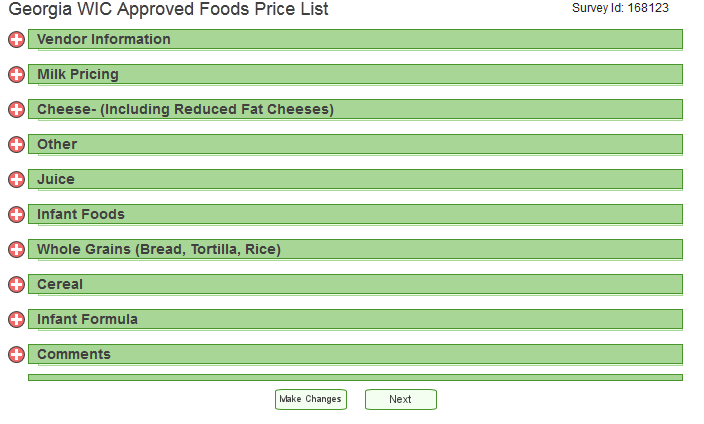 Georgia WIC Approved Foods Price List
Survey Id: 168123
Vendor Information
Milk Pricing
Cheese- (Including Reduced Fat Cheeses)
Other
Juice
Infant Foods
Whole Grains (Bread, Tortilla, Rice)
Cereal
Infant Formula
Comments
Make Changes
Next